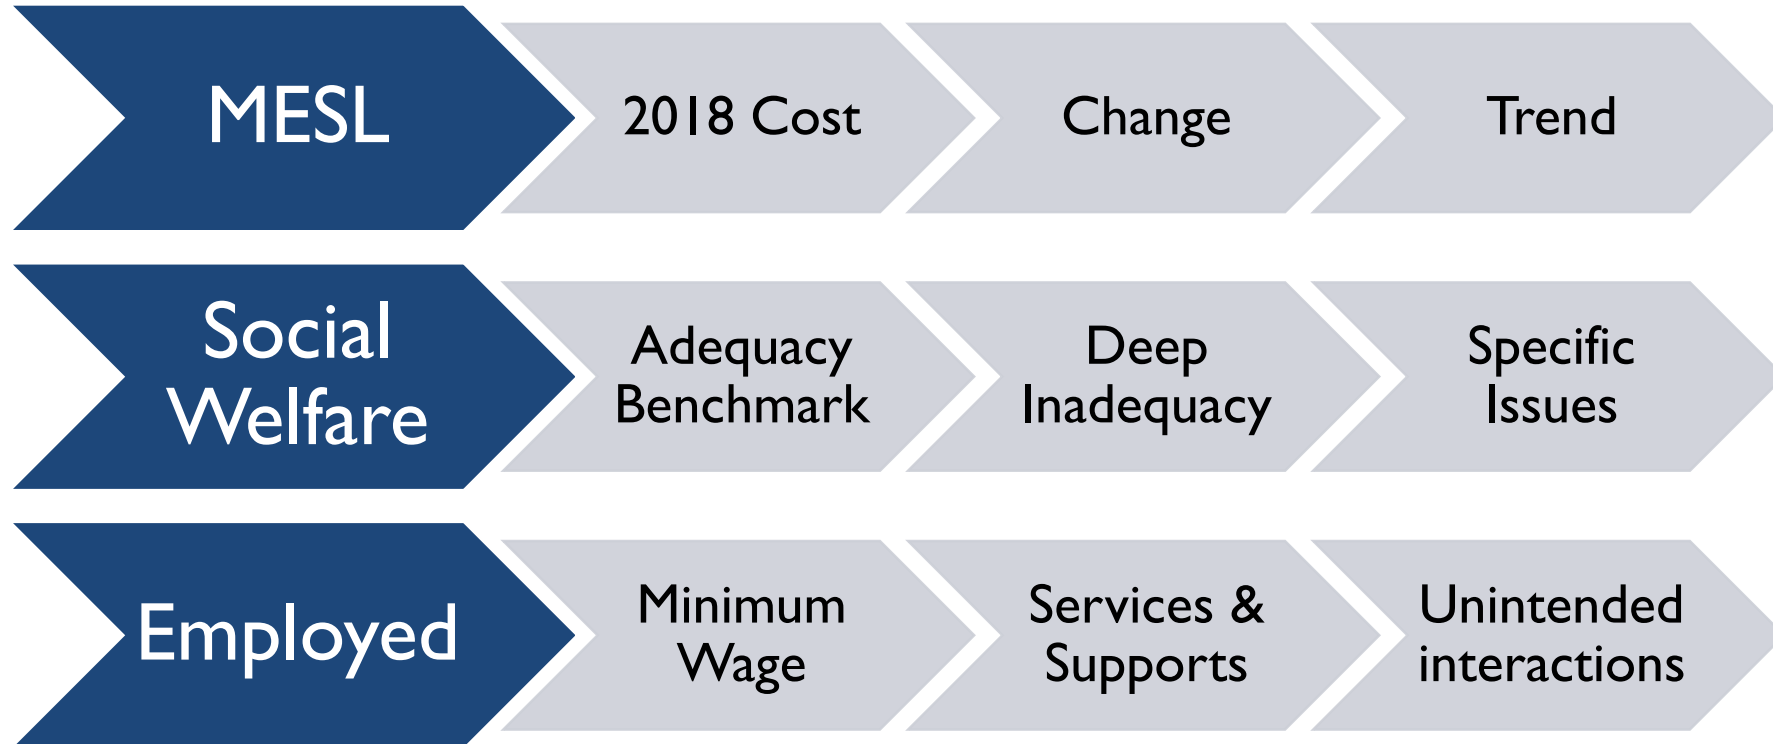 MESL
2018 Cost
Change
Trend
Social
Welfare
Adequacy
Benchmark
Deep
Inadequacy
Specific
Issues
Employed
Minimum
Wage
Services &
Supports
Unintended
interactions